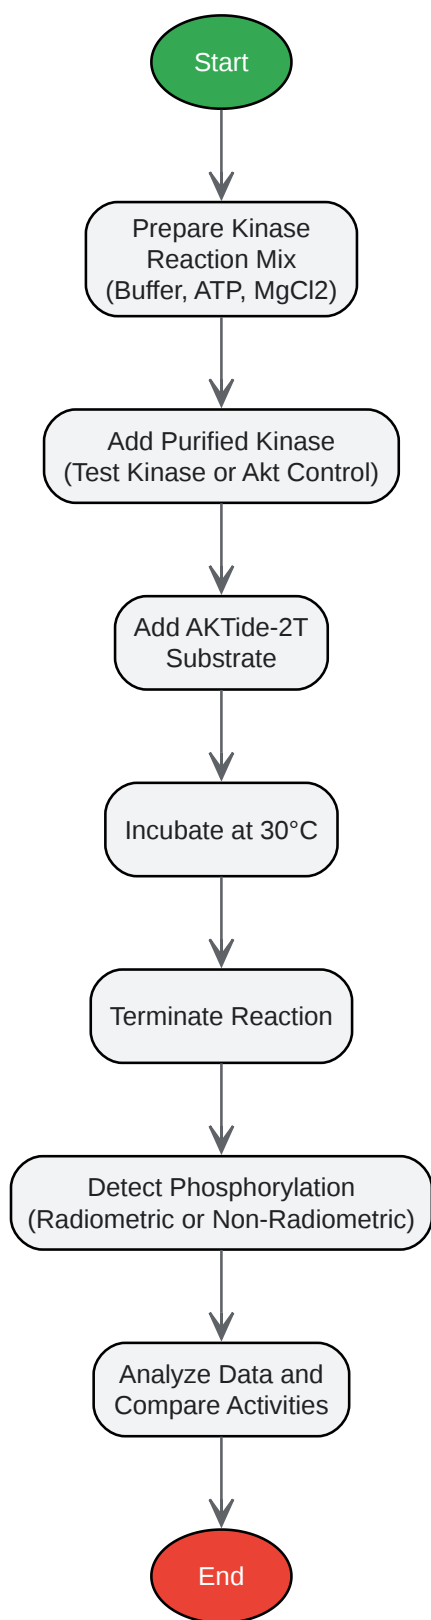 Start
Prepare Kinase
Reaction Mix
(Buffer, ATP, MgCl2)
Add Purified Kinase
(Test Kinase or Akt Control)
Add AKTide-2T
Substrate
Incubate at 30°C
Terminate Reaction
Detect Phosphorylation
(Radiometric or Non-Radiometric)
Analyze Data and
Compare Activities
End